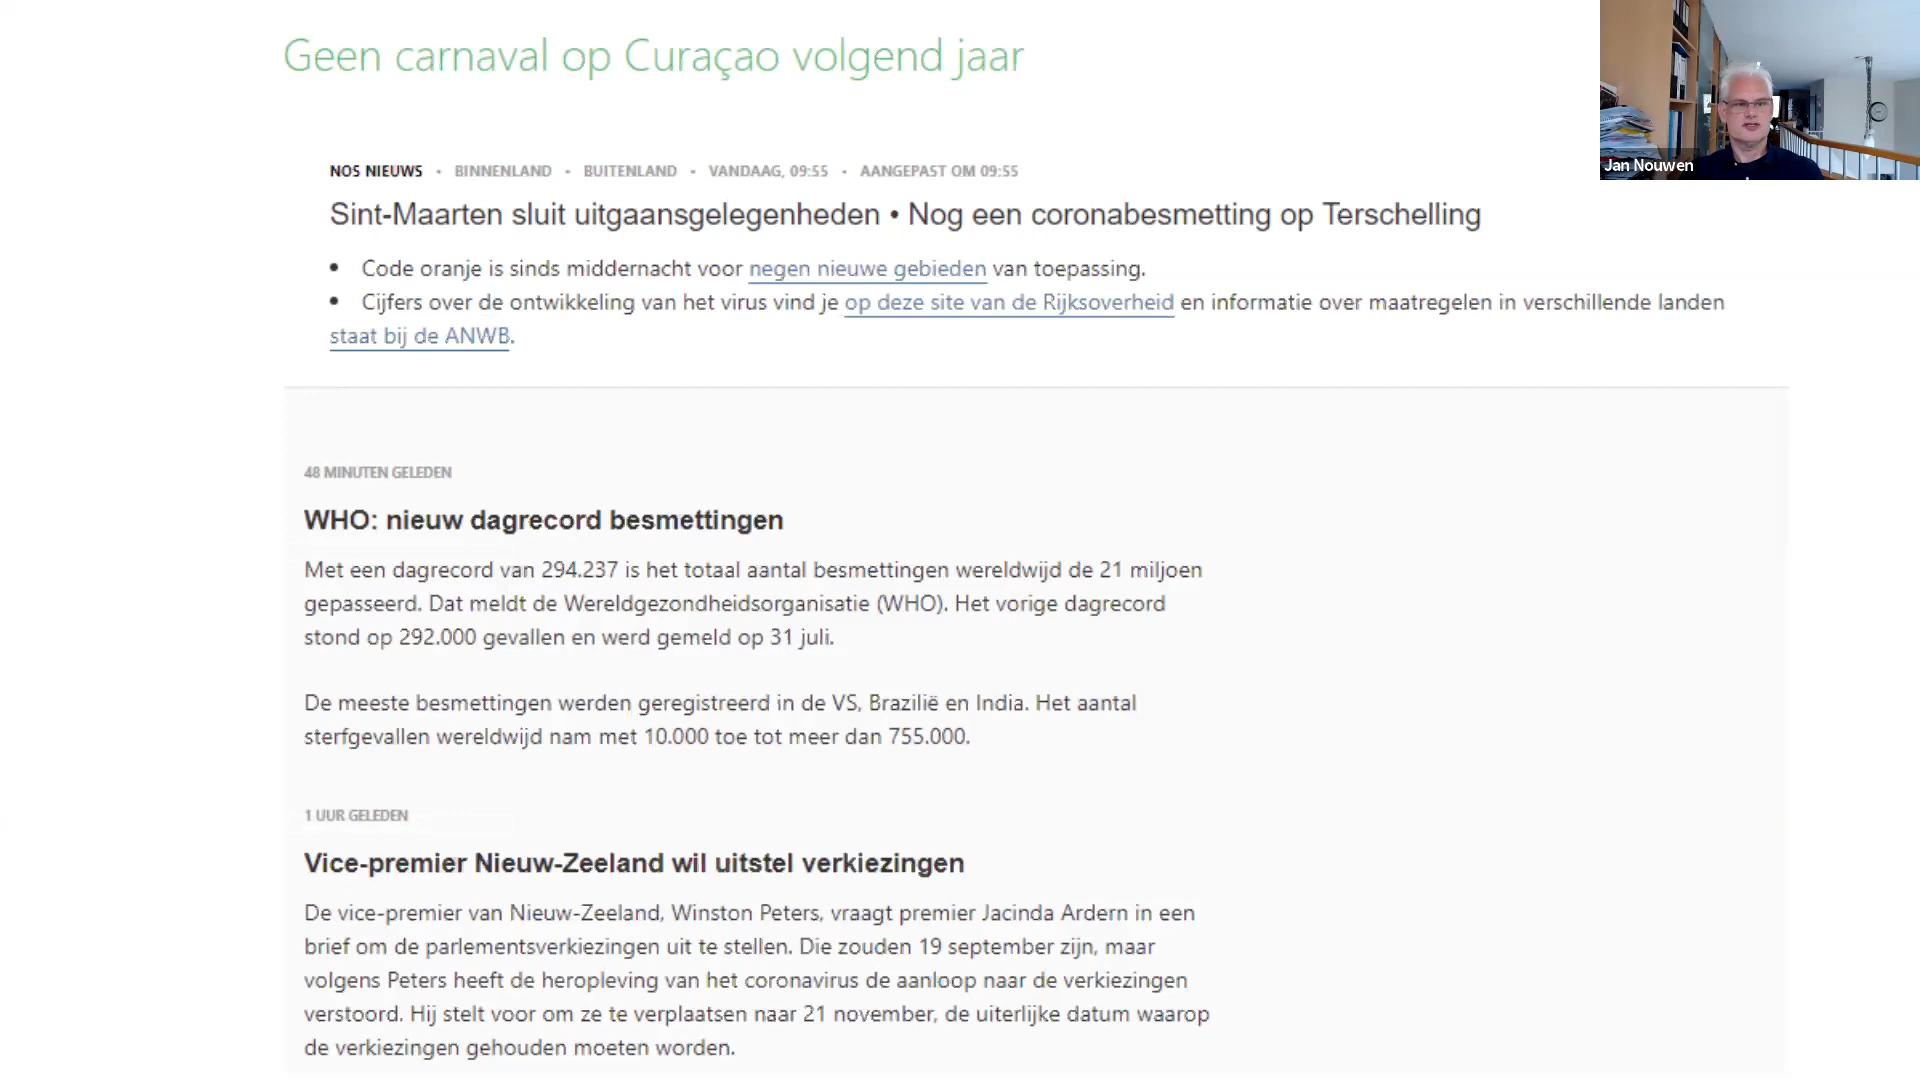 Geen carnaval op Curaçao volgend jaar
Jan Nouwen
NOS NIEUWS • BINNENLAND • BUITENLAND • VANDAAG, 09:55 • AANGEPAST OM 09:55
Sint-Maarten sluit uitgaansgelegenheden • Nog een coronabesmetting op Terschelling
• Code oranje is sinds middernacht voor negen nieuwe gebieden van toepassing.
• Cijfers over de ontwikkeling van het virus vind je op deze site van de Rijksoverheid en informatie over maatregelen in verschillende landen
staat bij de ANWB.
48 MINUTEN GELEDEN
WHO: nieuw dagrecord besmettingen
Met een dagrecord van 294.237 is het totaal aantal besmettingen wereldwijd de 21 miljoen
gepasseerd. Dat meldt de Wereldgezondheidsorganisatie (WHO). Het vorige dagrecord
stond op 292.000 gevallen en werd gemeld op 31 juli.
De meeste besmettingen werden geregistreerd in de VS, Brazilië en India. Het aantal
sterfgevallen wereldwijd nam met 10.000 toe tot meer dan 755.000.
1 UUR GELEDEN
Vice-premier Nieuw-Zeeland wil uitstel verkiezingen
De vice-premier van Nieuw-Zeeland, Winston Peters, vraagt premier Jacinda Ardern in een
brief om de parlementsverkiezingen uit te stellen. Die zouden 19 september zijn, maar
volgens Peters heeft de heropleving van het coronavirus de aanloop naar de verkiezingen
verstoord. Hij stelt voor om ze te verplaatsen naar 21 november, de uiterlijke datum waarop
de verkiezingen gehouden moeten worden.